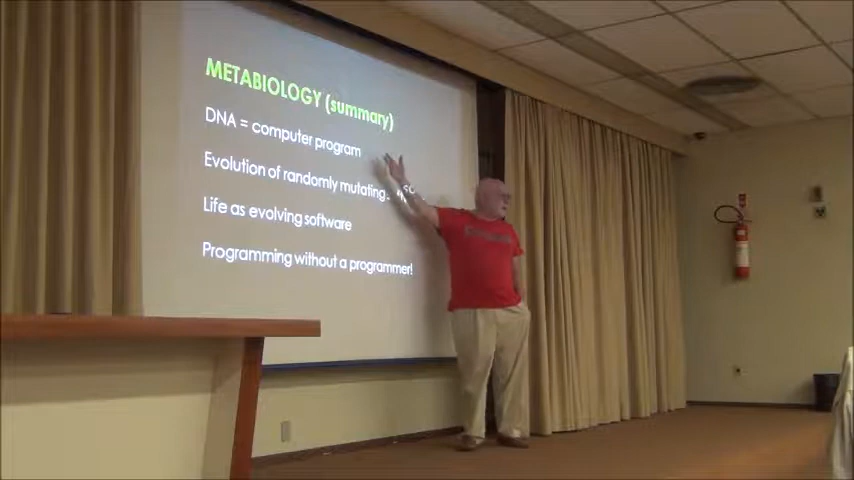 METABIOLOGY (summary)
DNA = computer program
Evolution of randomly mutating
Life as evolving software
Programming without a programmer!